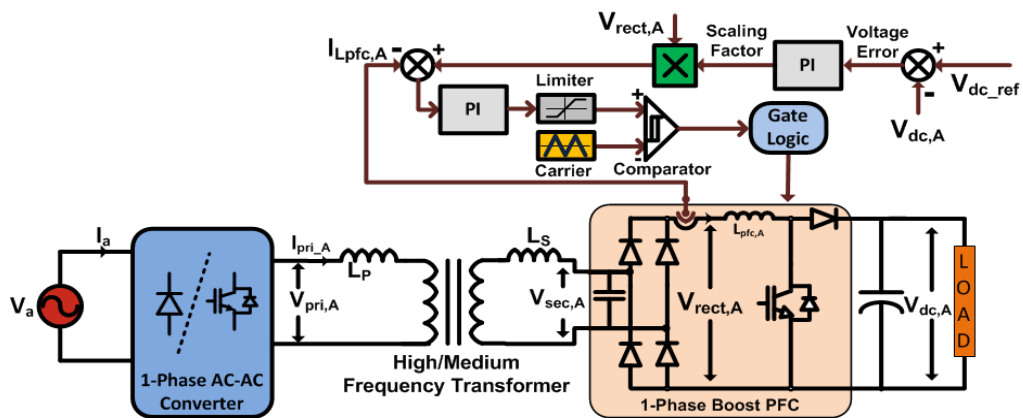 V_rect,A
I_Lpfc,A
-
+
Scaling
Factor
Voltage
Error
PI
+
-
V_dc_ref
V_dc,A
PI
Limiter
Carrier
+
-
Comparator
Gate
Logic
I_a
V_a
1-Phase AC-AC
Converter
I_pri_A
L_P
V_pri,A
L_S
V_sec,A
High/Medium
Frequency Transformer
L_pfc,A
V_rect,A
V_dc,A
LOAD
1-Phase Boost PFC